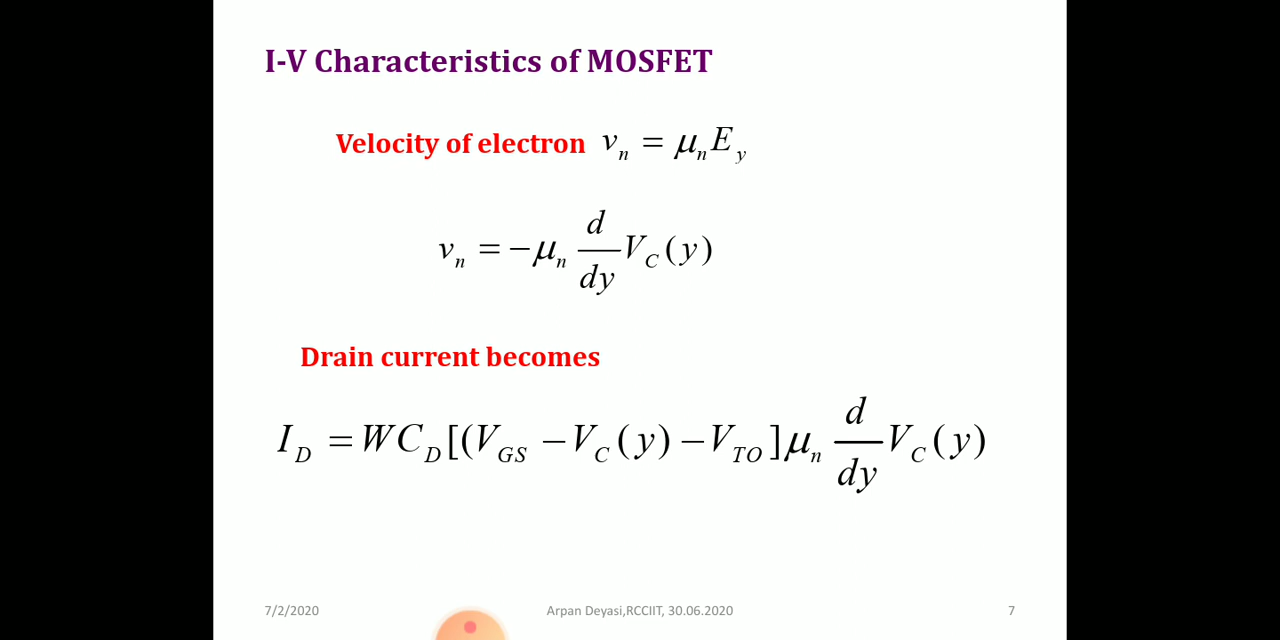 I-V Characteristics of MOSFET
Velocity of electron v_n = μ_n E_y
v_n = −μ_n d/dy V_C(y)
Drain current becomes
I_D = WC_D[(V_GS − V_C(y) − V_TO]μ_n d/dy V_C(y)
7/2/2020 Arpan Deyasi,RCCIIT, 30.06.2020 7